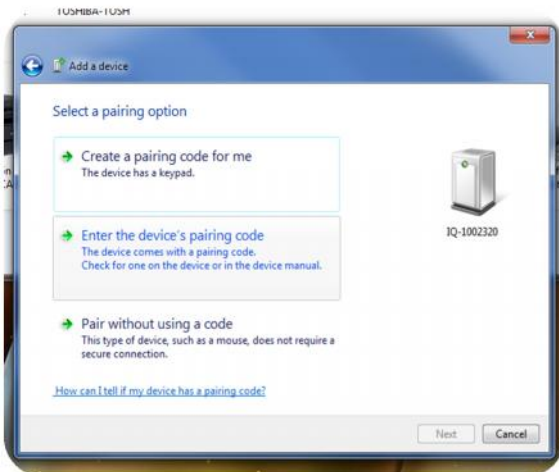 TOSHIBA-TOSH
Add a device
Select a pairing option
Create a pairing code for me
The device has a keypad.
Enter the device's pairing code
The device comes with a pairing code.
Check for one on the device or in the device manual.
IQ-1002320
Pair without using a code
This type of device, such as a mouse, does not require a
secure connection.
How can I tell if my device has a pairing code?
Next
Cancel